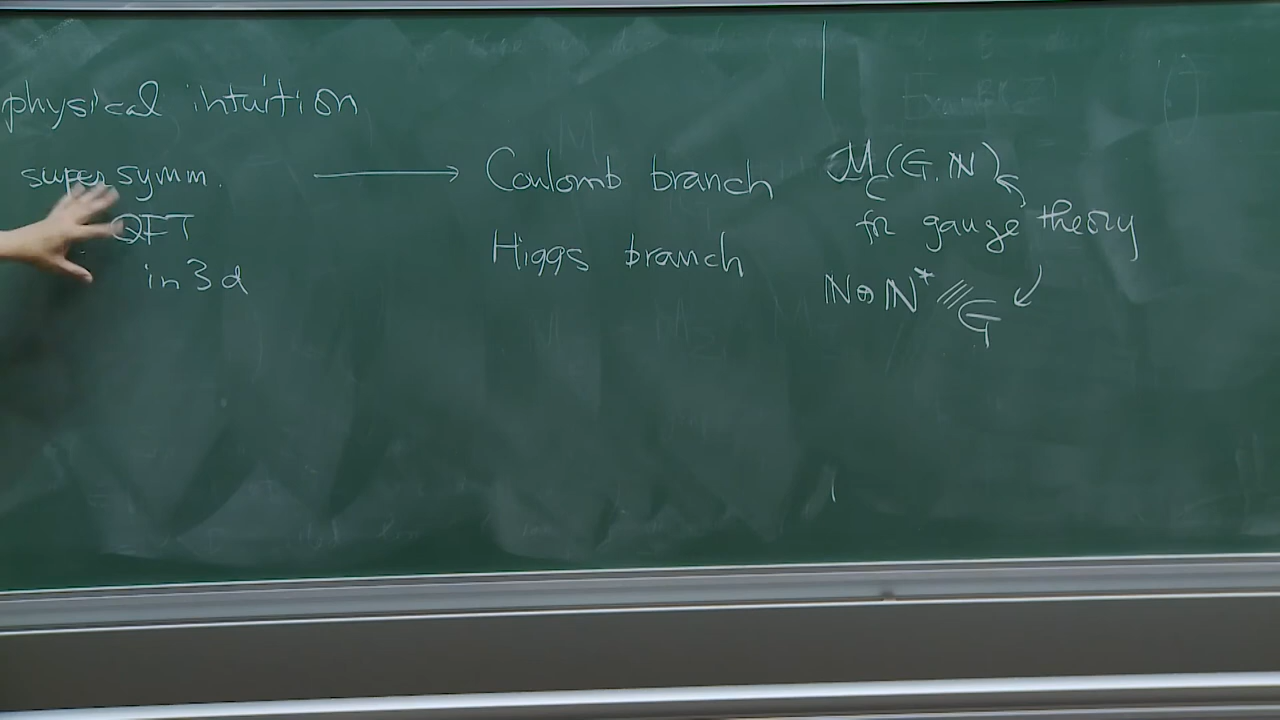 physical intuition
super symm. ⟶ Coulomb branch ℳ_C(G, N)
QFT for gauge theory
in 3d Higgs branch N⊕N* /// G